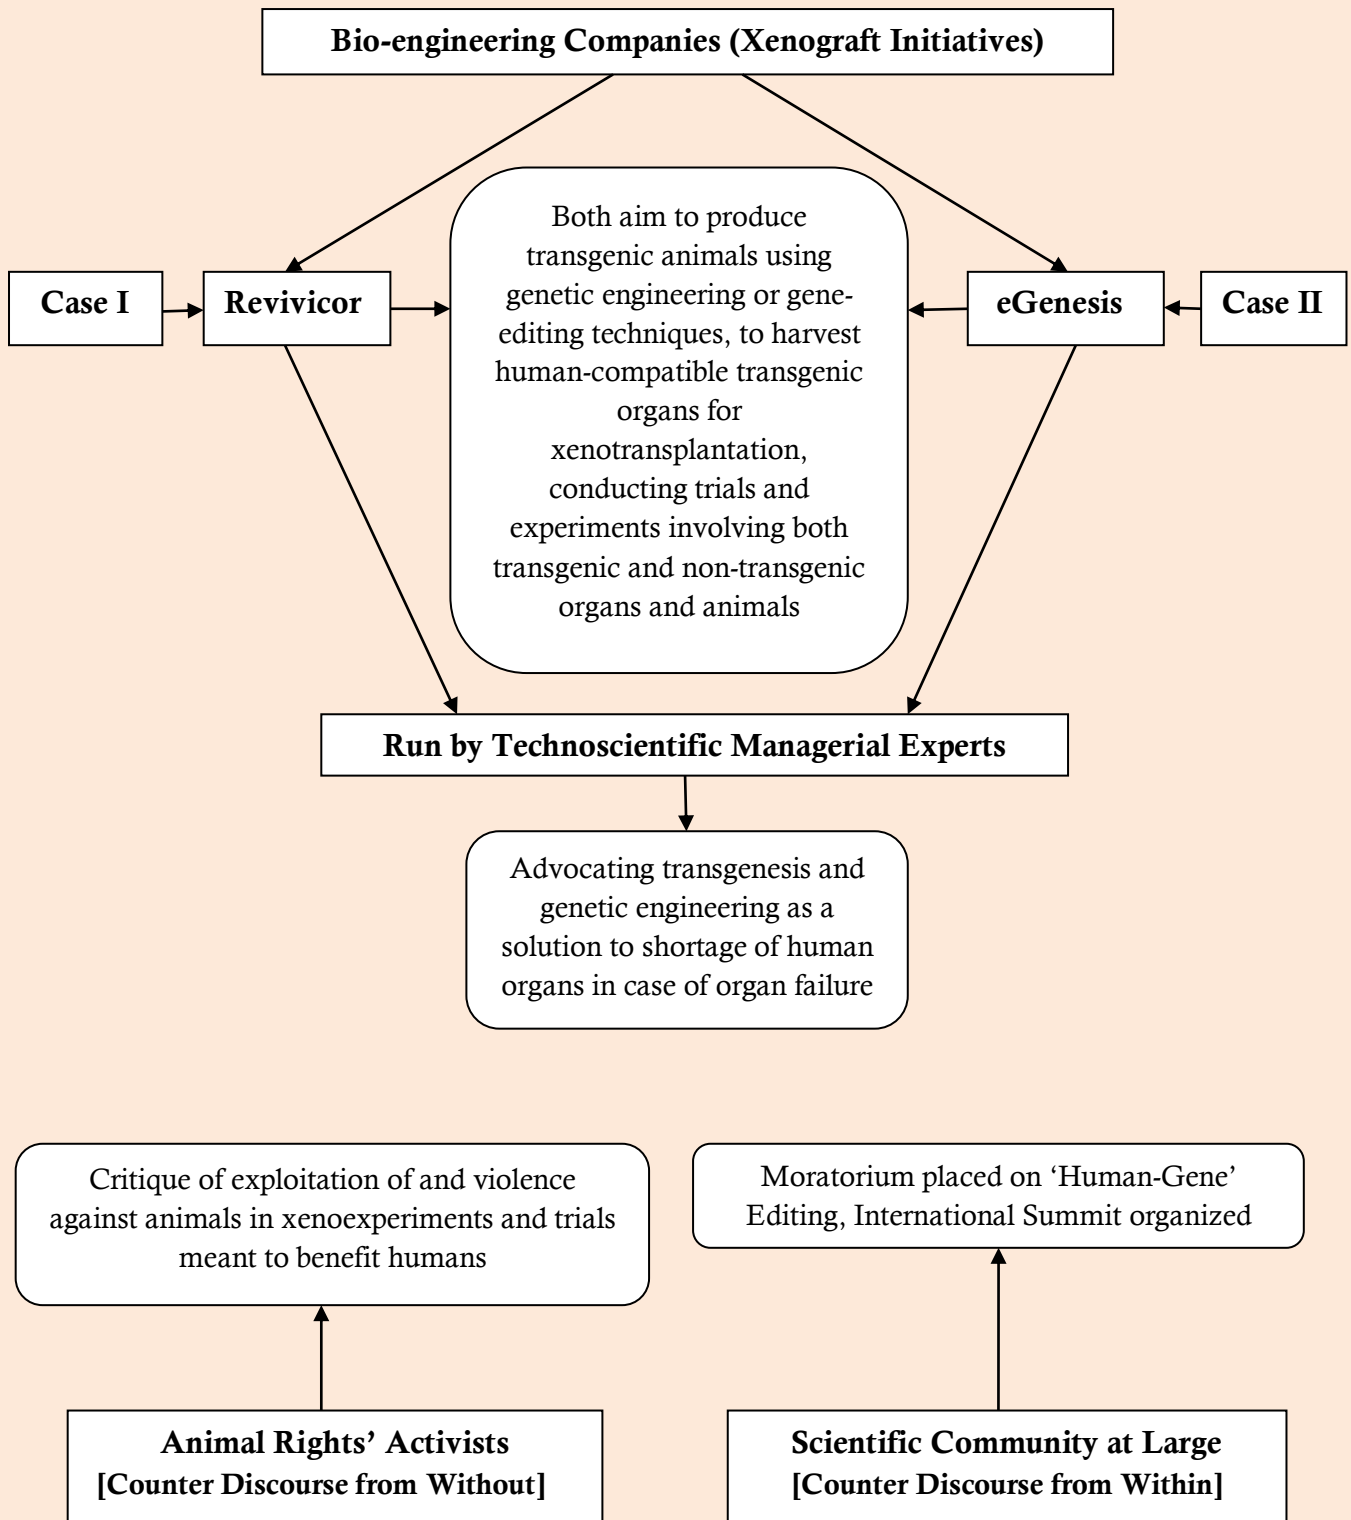 Bio-engineering Companies (Xenograft Initiatives)
Case I
Revivicor
Both aim to produce
transgenic animals using
genetic engineering or gene-
editing techniques, to harvest
human-compatible transgenic
organs for
xenotransplantation,
conducting trials and
experiments involving both
transgenic and non-transgenic
organs and animals
eGenesis
Case II
Run by Technoscientific Managerial Experts
Advocating transgenesis and
genetic engineering as a
solution to shortage of human
organs in case of organ failure
Critique of exploitation of and violence
against animals in xenoexperiments and trials
meant to benefit humans
Moratorium placed on ‘Human-Gene’
Editing, International Summit organized
Animal Rights’ Activists
[Counter Discourse from Without]
Scientific Community at Large
[Counter Discourse from Within]